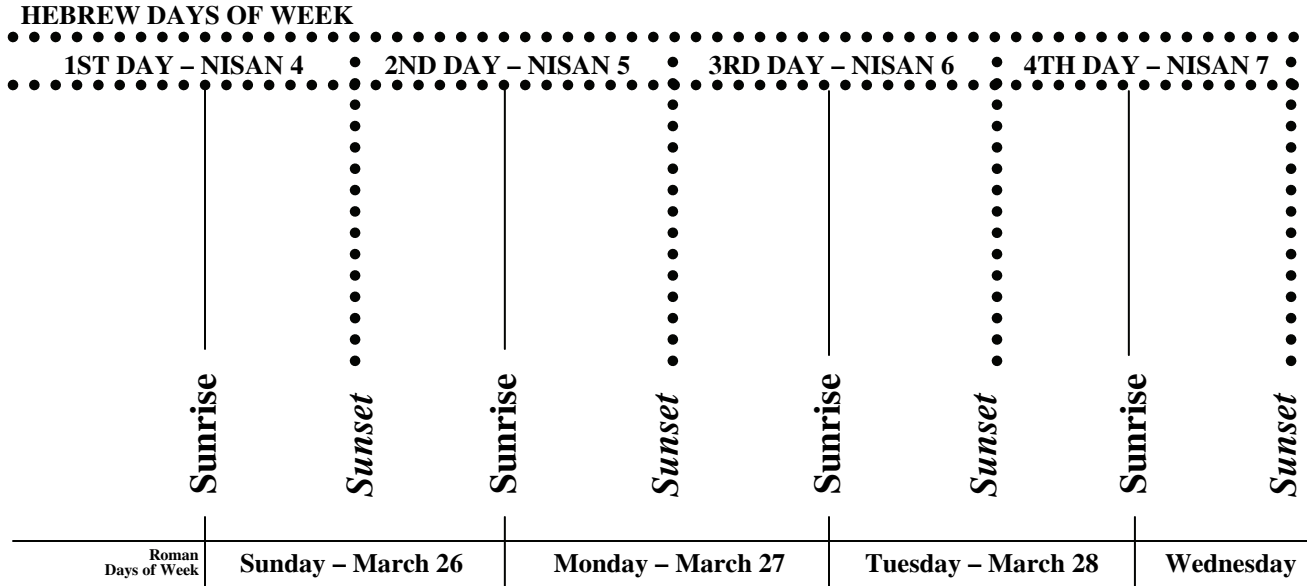 HEBREW DAYS OF WEEK
1ST DAY – NISAN 4 2ND DAY – NISAN 5 3RD DAY – NISAN 6 4TH DAY – NISAN 7
Sunrise Sunset Sunrise Sunset Sunrise Sunset Sunrise Sunset
Roman
Days of Week
Sunday – March 26 Monday – March 27 Tuesday – March 28 Wednesday